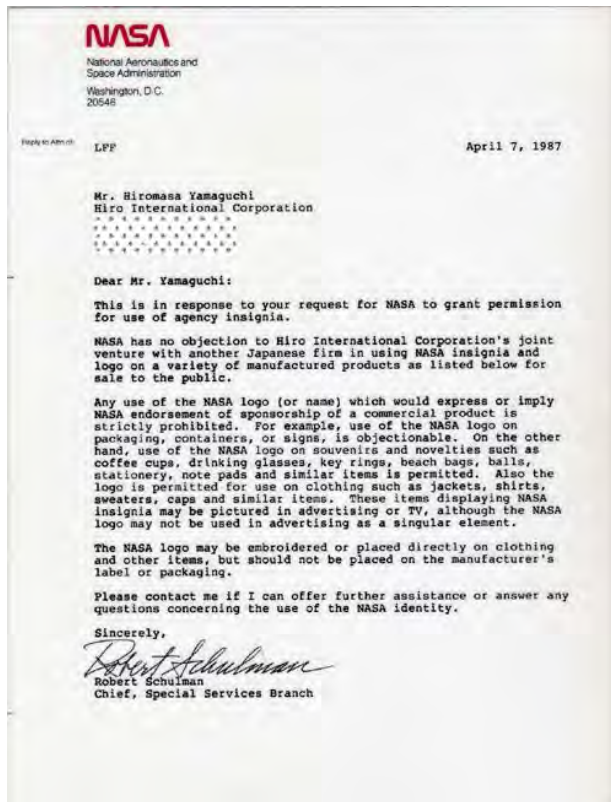 NASA
National Aeronautics and
Space Administration
Washington, D.C.
20546
Reply to Attn of:
LFF
April 7, 1987
Mr. Hiromasa Yamaguchi
Hiro International Corporation
Dear Mr. Yamaguchi:
This is in response to your request for NASA to grant permission
for use of agency insignia.
NASA has no objection to Hiro International Corporation's joint
venture with another Japanese firm in using NASA insignia and
logo on a variety of manufactured products as listed below for
sale to the public.
Any use of the NASA logo (or name) which would express or imply
NASA endorsement of sponsorship of a commercial product is
strictly prohibited. For example, use of the NASA logo on
packaging, containers, or signs, is objectionable. On the other
hand, use of the NASA logo on souvenirs and novelties such as
coffee cups, drinking glasses, key rings, beach bags, balls,
stationery, note pads and similar items is permitted. Also the
logo is permitted for use on clothing such as jackets, shirts,
sweaters, caps and similar items. These items displaying NASA
insignia may be pictured in advertising or TV, although the NASA
logo may not be used in advertising as a singular element.
The NASA logo may be embroidered or placed directly on clothing
and other items, but should not be placed on the manufacturer's
label or packaging.
Please contact me if I can offer further assistance or answer any
questions concerning the use of the NASA identity.
Sincerely,
Robert Schulman
Robert Schulman
Chief, Special Services Branch